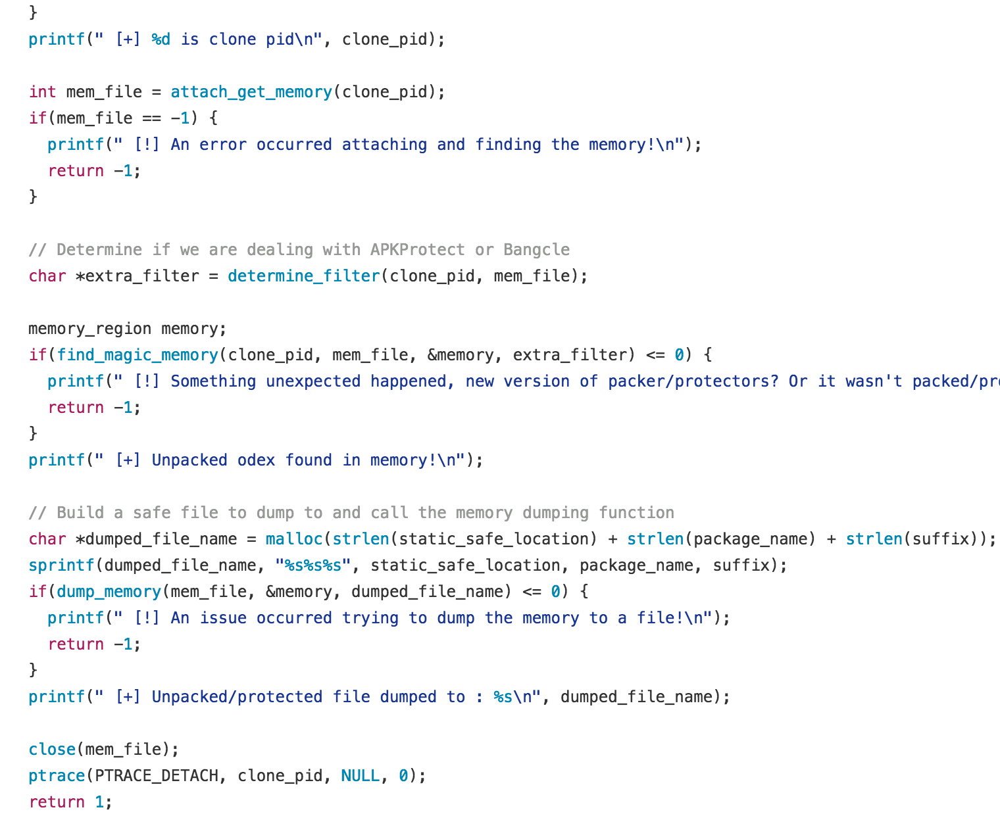 }
printf(" [+] %d is clone pid\n", clone_pid);

int mem_file = attach_get_memory(clone_pid);
if(mem_file == -1) {
  printf(" [!] An error occurred attaching and finding the memory!\n");
  return -1;
}

// Determine if we are dealing with APKProtect or Bangcle
char *extra_filter = determine_filter(clone_pid, mem_file);

memory_region memory;
if(find_magic_memory(clone_pid, mem_file, &memory, extra_filter) <= 0) {
  printf(" [!] Something unexpected happened, new version of packer/protectors? Or it wasn't packed/pro
  return -1;
}
printf(" [+] Unpacked odex found in memory!\n");

// Build a safe file to dump to and call the memory dumping function
char *dumped_file_name = malloc(strlen(static_safe_location) + strlen(package_name) + strlen(suffix));
sprintf(dumped_file_name, "%s%s%s", static_safe_location, package_name, suffix);
if(dump_memory(mem_file, &memory, dumped_file_name) <= 0) {
  printf(" [!] An issue occurred trying to dump the memory to a file!\n");
  return -1;
}
printf(" [+] Unpacked/protected file dumped to : %s\n", dumped_file_name);

close(mem_file);
ptrace(PTRACE_DETACH, clone_pid, NULL, 0);
return 1;